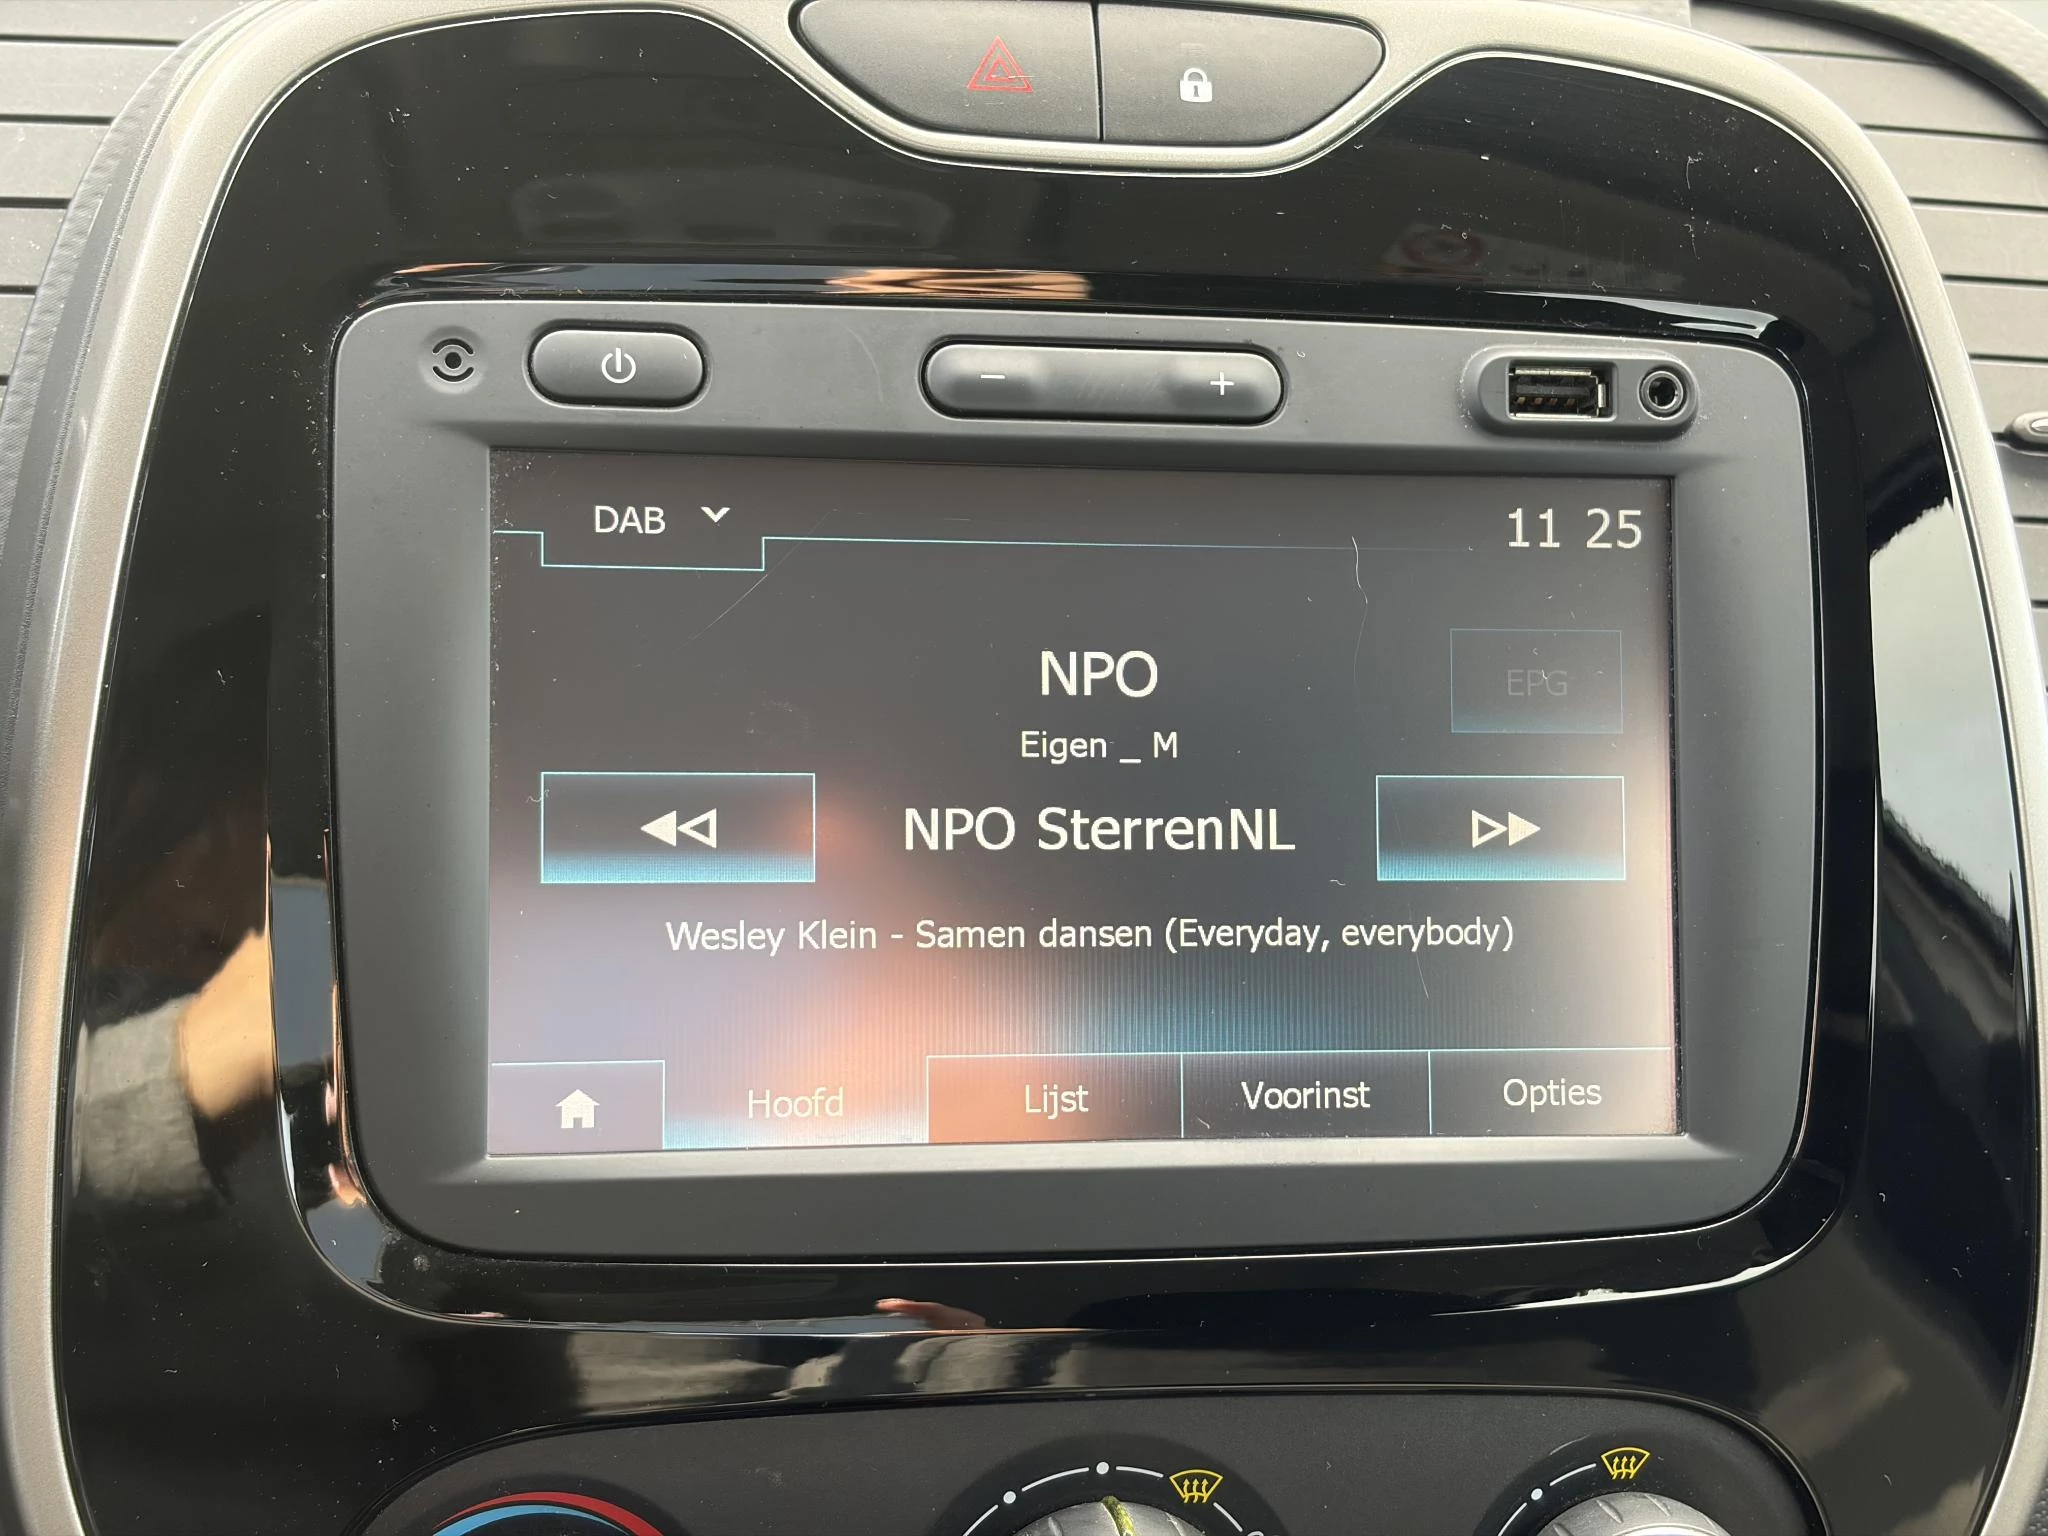 DAB
11 25
NPO
EPG
Eigen _ M
NPO SterrenNL
Wesley Klein - Samen dansen (Everyday, everybody)
Hoofd
Lijst
Voorinst
Opties